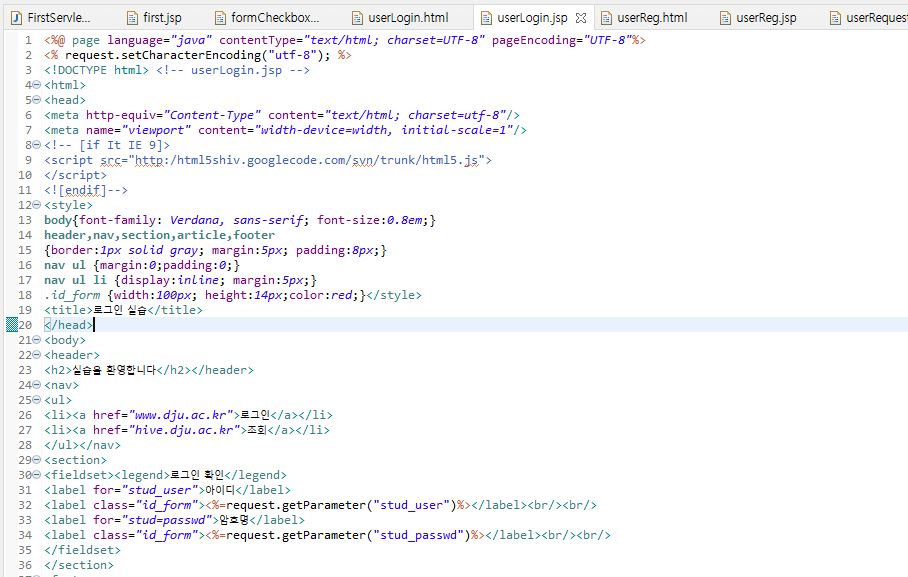 FirstServle... first.jsp formCheckbox... userLogin.html userLogin.jsp userReg.html userReg.jsp userRequest
1 <%@ page language="java" contentType="text/html; charset=UTF-8" pageEncoding="UTF-8"%>
2 <% request.setCharacterEncoding("utf-8"); %>
3 <!DOCTYPE html> <!-- userLogin.jsp -->
4 <html>
5 <head>
6 <meta http-equiv="Content-Type" content="text/html; charset=utf-8"/>
7 <meta name="viewport" content="width-device=width, initial-scale=1"/>
8 <!-- [if It IE 9]>
9 <script src="http:/html5shiv.googlecode.com/svn/trunk/html5.js">
10 </script>
11 <![endif]-->
12 <style>
13 body{font-family: Verdana, sans-serif; font-size:0.8em;}
14 header,nav,section,article,footer
15 {border:1px solid gray; margin:5px; padding:8px;}
16 nav ul {margin:0;padding:0;}
17 nav ul li {display:inline; margin:5px;}
18 .id_form {width:100px; height:14px;color:red;}</style>
19 <title>로그인 실습</title>
20 </head>
21 <body>
22 <header>
23 <h2>실습을 환영합니다</h2></header>
24 <nav>
25 <ul>
26 <li><a href="www.dju.ac.kr">로그인</a></li>
27 <li><a href="hive.dju.ac.kr">조회</a></li>
28 </ul></nav>
29 <section>
30 <fieldset><legend>로그인 확인</legend>
31 <label for="stud_user">아이디</label>
32 <label class="id_form"><%=request.getParameter("stud_user")%></label><br/><br/>
33 <label for="stud=passwd">암호명</label>
34 <label class="id_form"><%=request.getParameter("stud_passwd")%></label><br/><br/>
35 </fieldset>
36 </section>